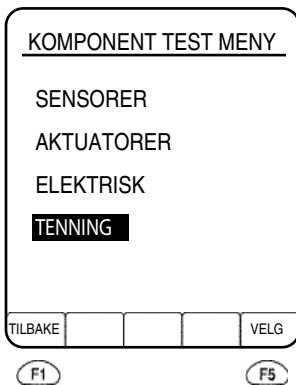 KOMPONENT TEST MENY
SENSORER
AKTUATORER
ELEKTRISK
TENNING
TILBAKE VELG
F1 F5